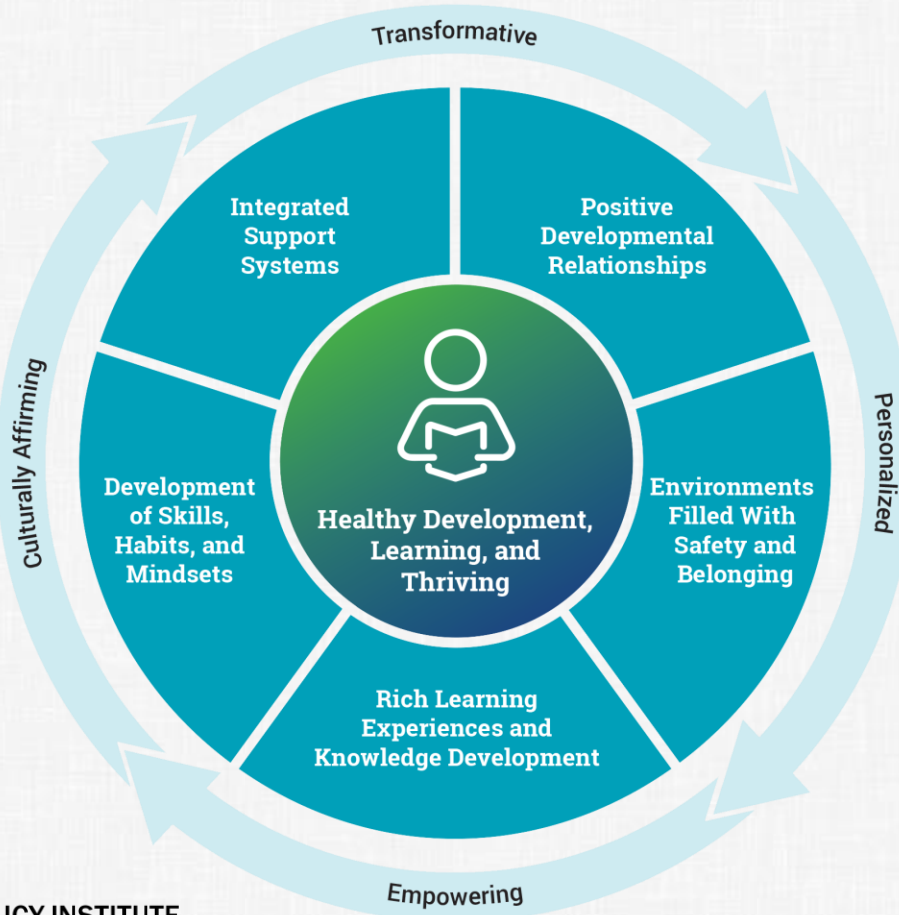 Transformative
Integrated
Support
Systems
Positive
Developmental
Relationships
Culturally Affirming
Personalized
Development
of Skills,
Habits, and
Mindsets
Healthy Development,
Learning, and
Thriving
Environments
Filled With
Safety and
Belonging
Rich Learning
Experiences and
Knowledge Development
Empowering
INSTITUTE